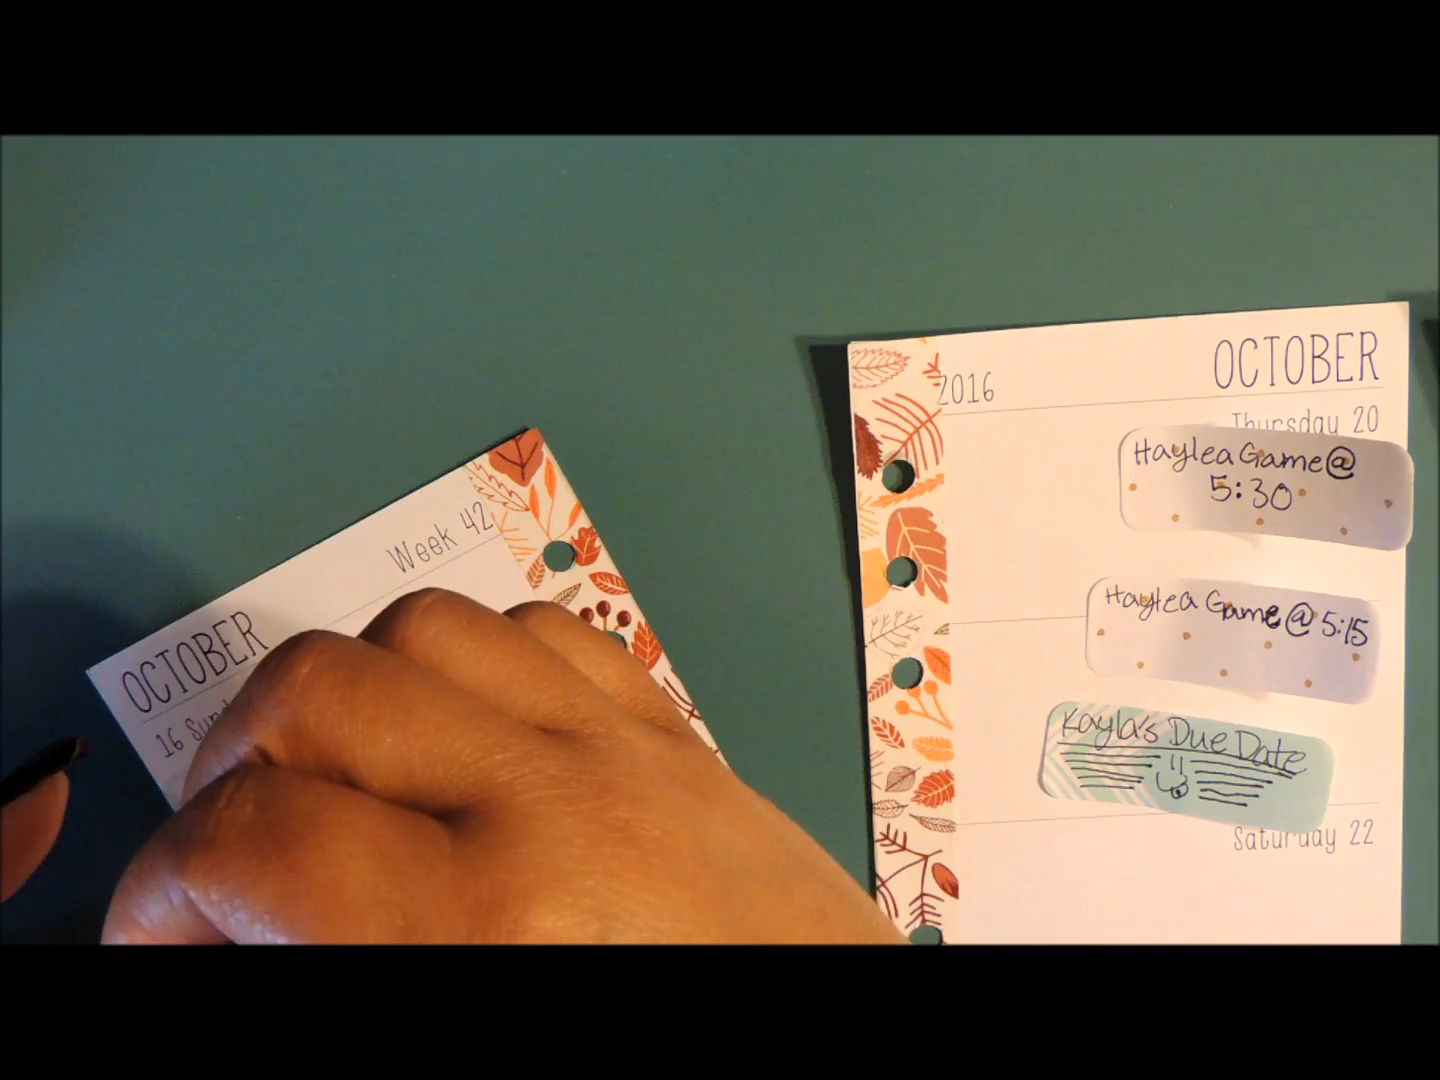 Week 42
OCTOBER
16
2016
OCTOBER
Thursday 20
Haylea Game @
5:30
Haylea Game @ 5:15
Kayla's Due Date
Saturday 22